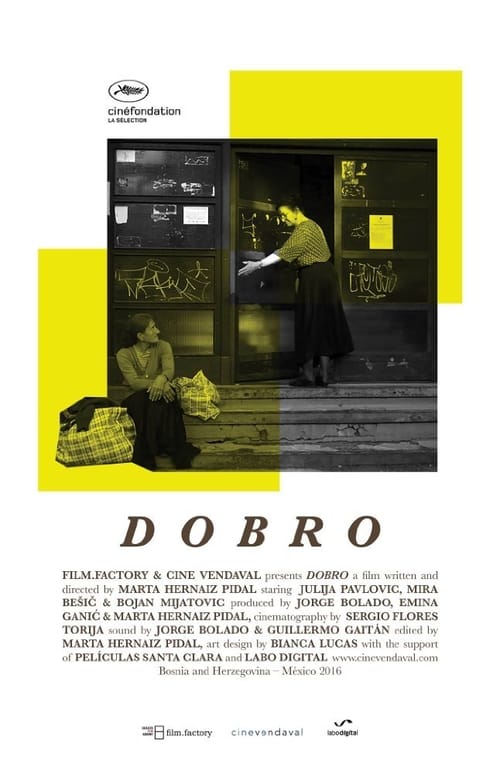 cinéfondation
LA SÉLECTION
DOBRO
FILM.FACTORY & CINE VENDAVAL presents DOBRO a film written and
directed by MARTA HERNAIZ PIDAL staring JULIJA PAVLOVIC, MIRA
BEŠIČ & BOJAN MIJATOVIC produced by JORGE BOLADO, EMINA
GANIĆ & MARTA HERNAIZ PIDAL, cinematography by SERGIO FLORES
TORIJA sound by JORGE BOLADO & GUILLERMO GAITÁN edited by
MARTA HERNAIZ PIDAL, art design by BIANCA LUCAS with the support
of PELÍCULAS SANTA CLARA and LABO DIGITAL www.cinevendaval.com
Bosnia and Herzegovina – México 2016
film.factory cinevendaval labodigital